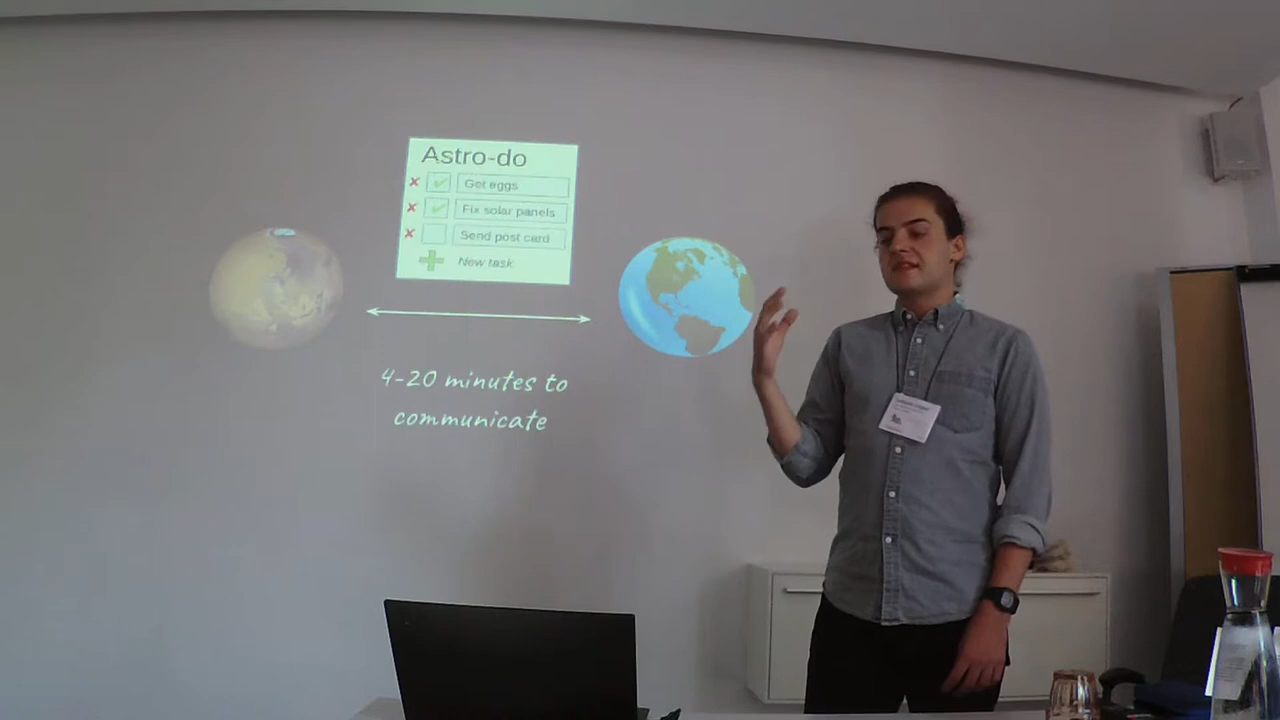 Astro-do
Get eggs
Fix solar panels
Send post card
New task
4-20 minutes to
communicate